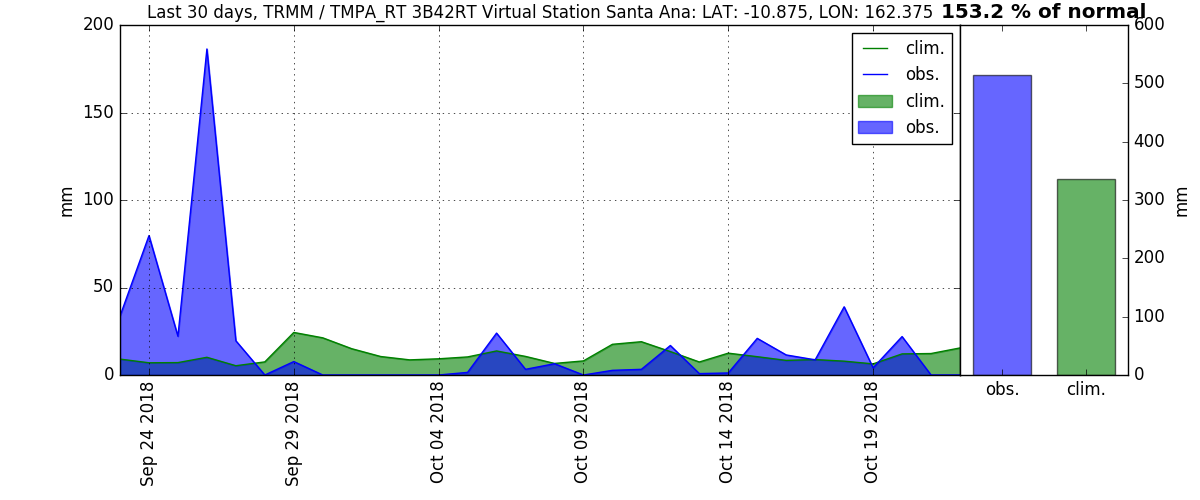 Last 30 days, TRMM / TMPA_RT 3B42RT Virtual Station Santa Ana: LAT: -10.875, LON: 162.375 153.2 % of normal
200
150
100
50
0
mm
clim.
obs.
clim.
obs.
600
500
400
300
200
100
0
mm
obs.
clim.
Sep 24 2018
Sep 29 2018
Oct 04 2018
Oct 09 2018
Oct 14 2018
Oct 19 2018